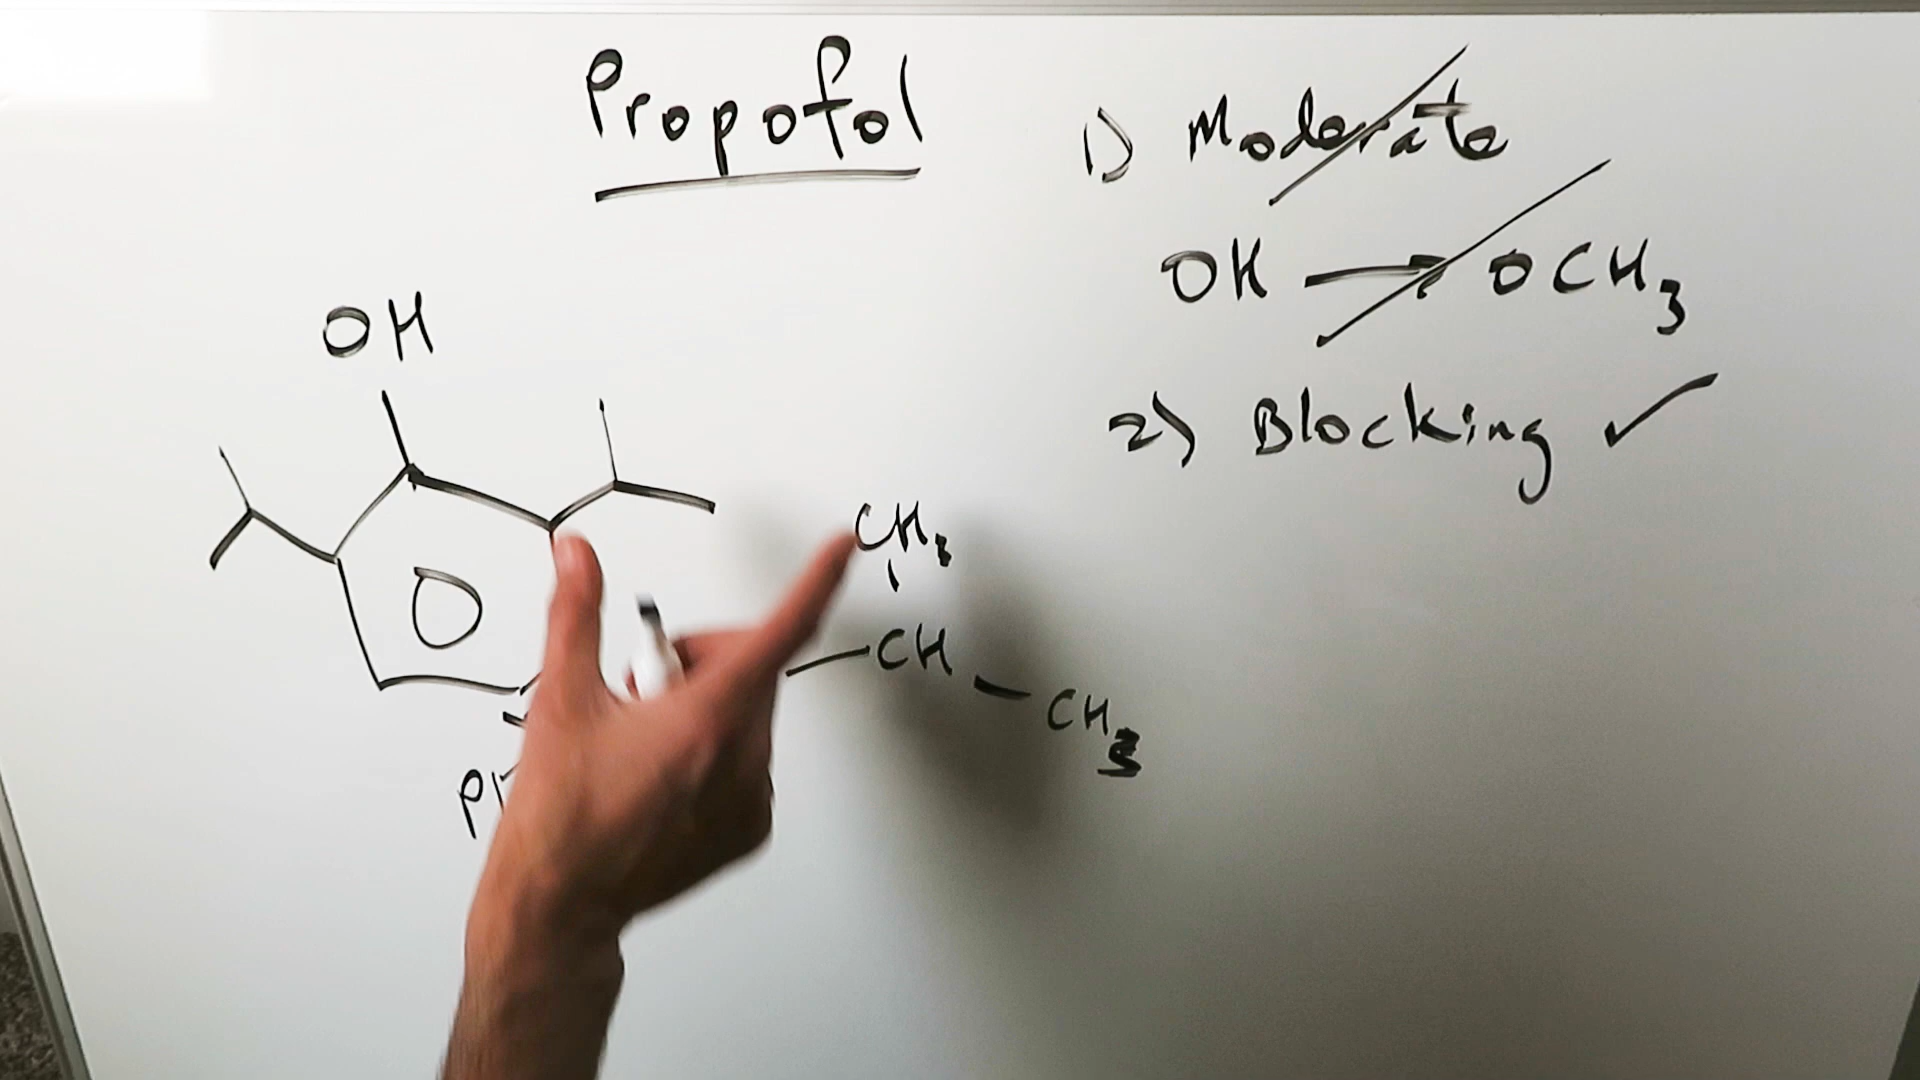 Propofol
1) Moderate
OH → OCH3
2) Blocking ✓
OH
CH3
CH
CH3